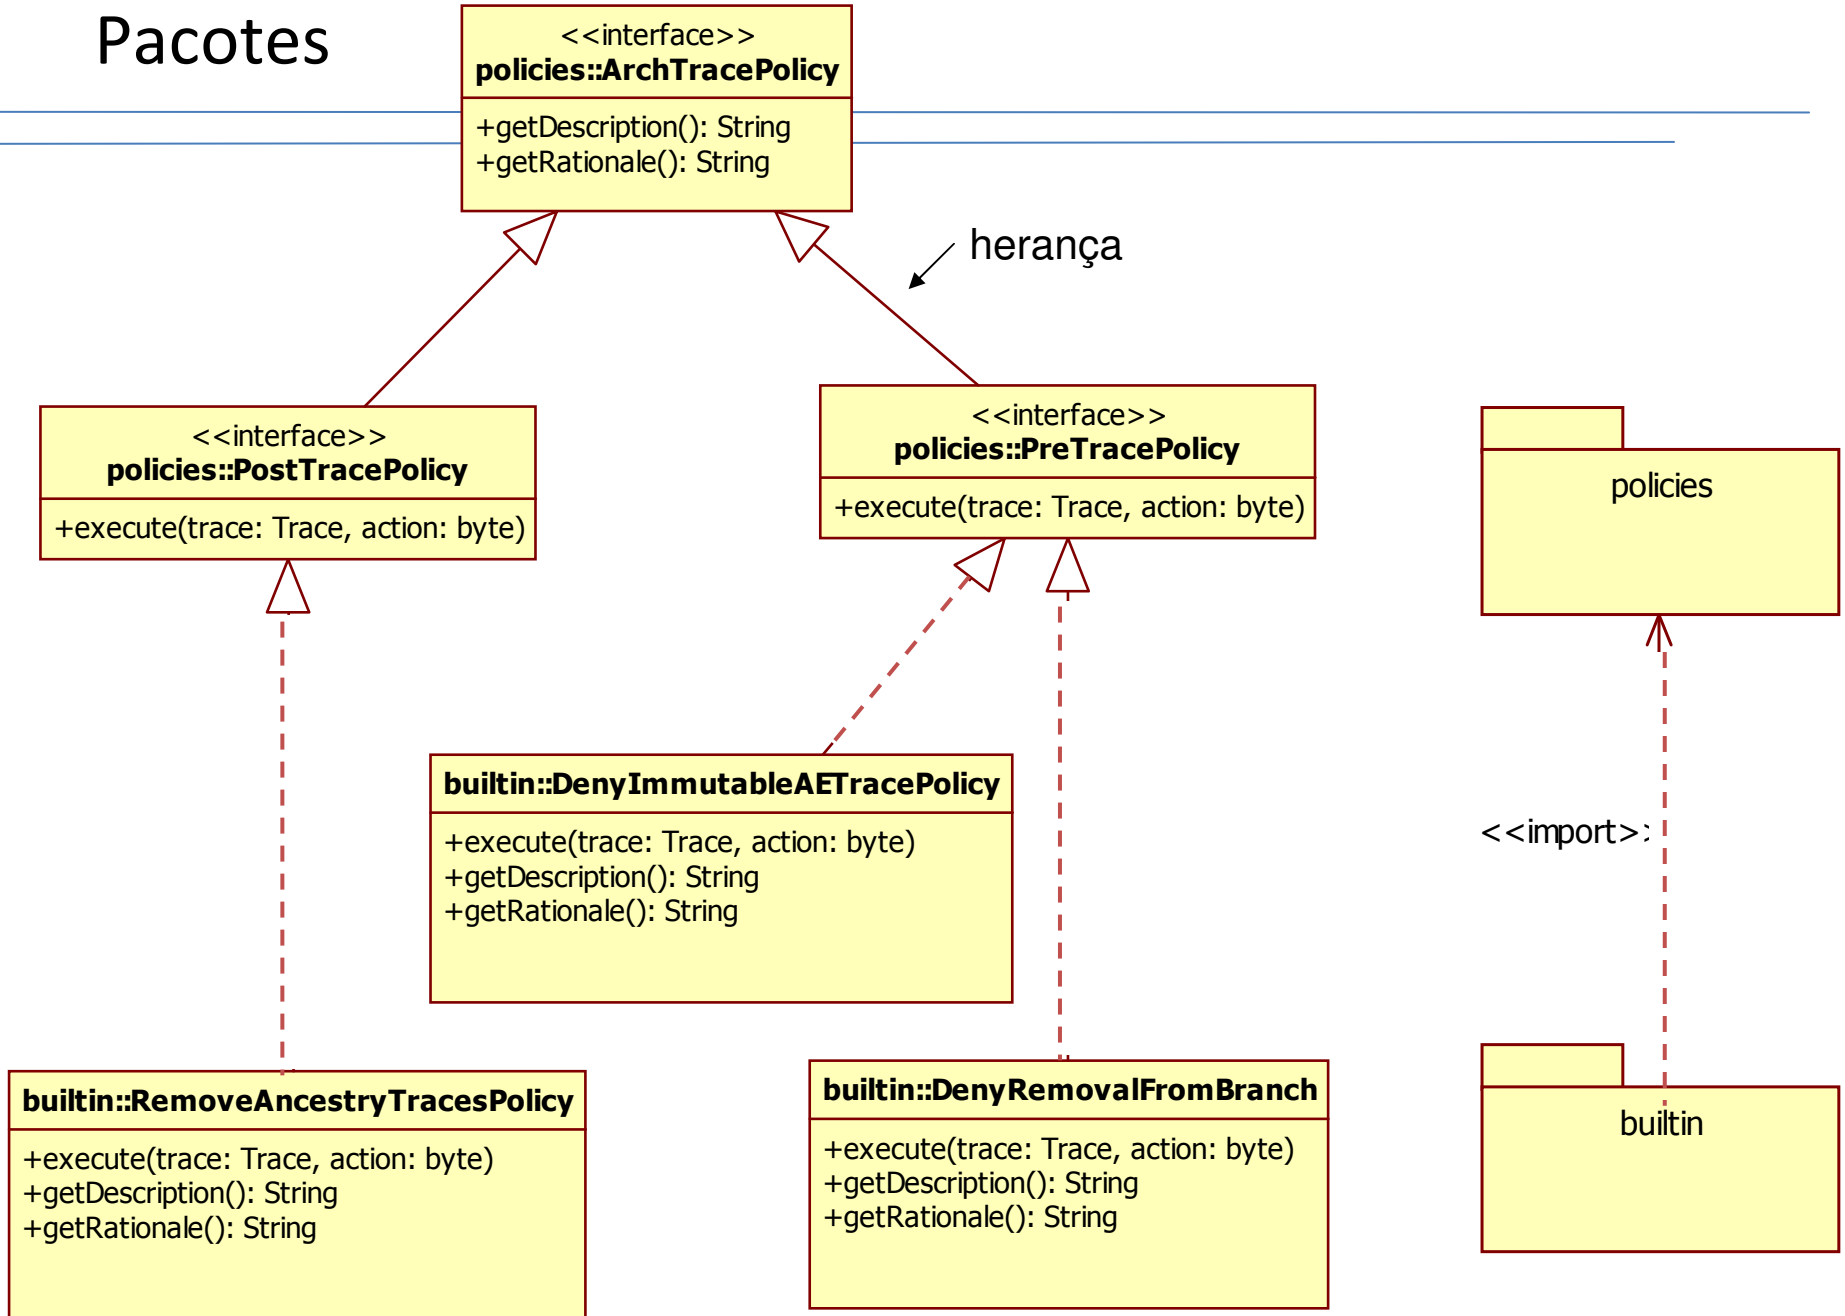 Pacotes
<<interface>>
policies::ArchTracePolicy
+getDescription(): String
+getRationale(): String
herança
<<interface>>
policies::PostTracePolicy
+execute(trace: Trace, action: byte)
<<interface>>
policies::PreTracePolicy
+execute(trace: Trace, action: byte)
policies
builtin::DenyImmutableAETracePolicy
+execute(trace: Trace, action: byte)
+getDescription(): String
+getRationale(): String
<<import>>
builtin::RemoveAncestryTracesPolicy
+execute(trace: Trace, action: byte)
+getDescription(): String
+getRationale(): String
builtin::DenyRemovalFromBranch
+execute(trace: Trace, action: byte)
+getDescription(): String
+getRationale(): String
builtin